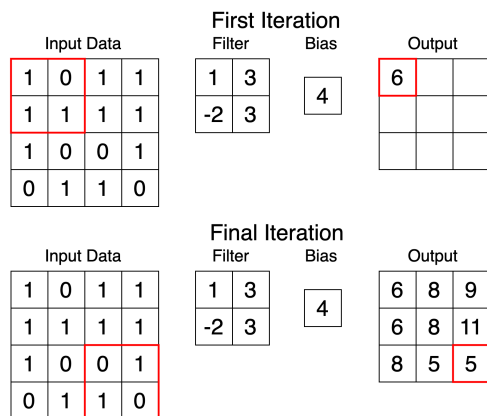 First Iteration
Input Data Filter Bias Output
1 0 1 1 1 3 6
1 1 1 1 -2 3 4
1 0 0 1
0 1 1 0
Final Iteration
Input Data Filter Bias Output
1 0 1 1 1 3 6 8 9
1 1 1 1 -2 3 4 6 8 11
1 0 0 1 8 5 5
0 1 1 0